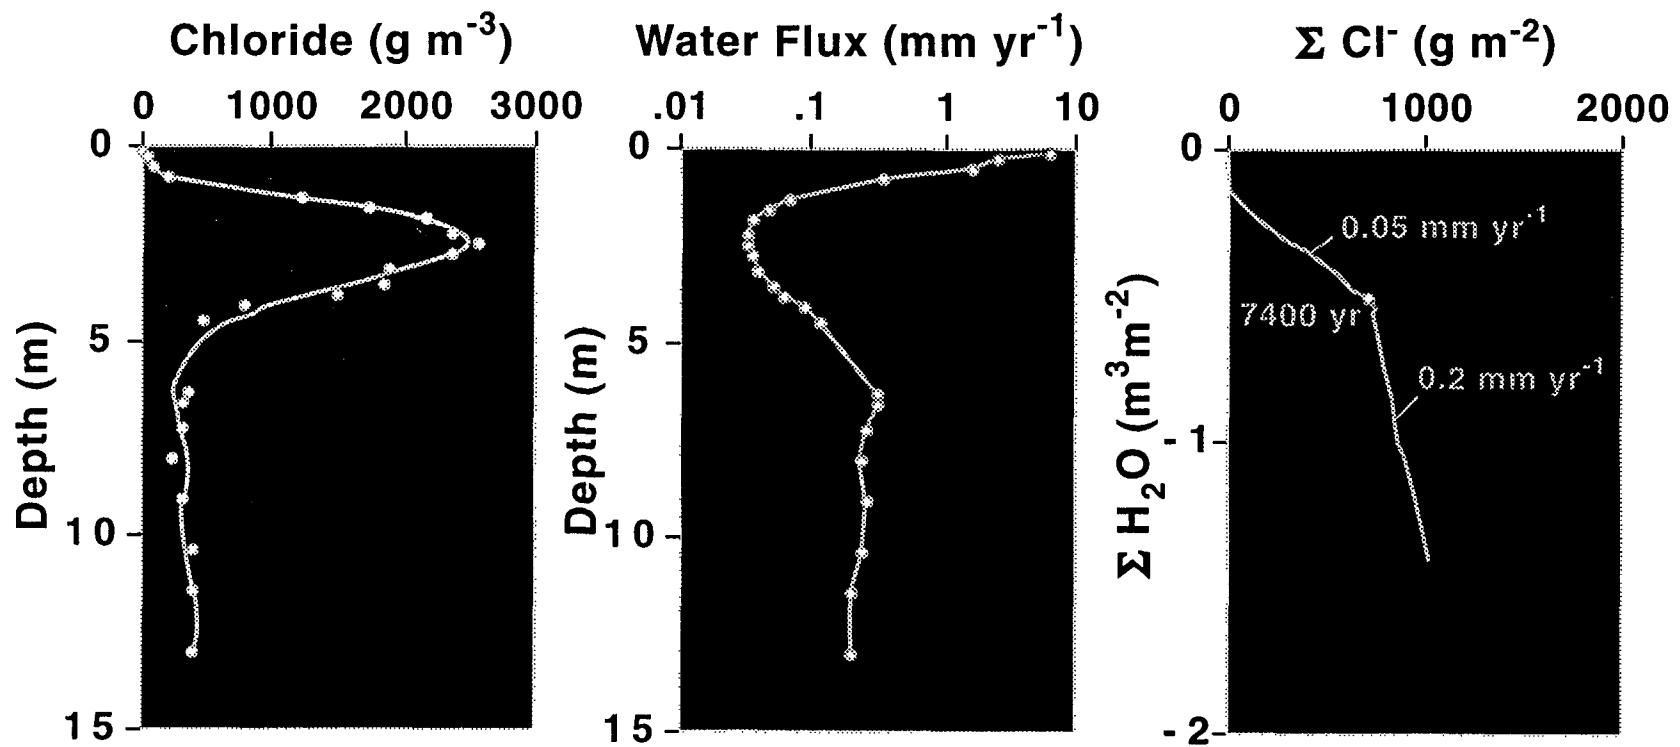 Chloride (g m-3)
0 1000 2000 3000
0
5
10
15
Depth (m)
Water Flux (mm yr-1)
.01 .1 1 10
0
5
10
15
Depth (m)
Σ Cl- (g m-2)
0 1000 2000
0
- 1
- 2
Σ H2O (m3m-2)
0.05 mm yr-1
7400 yr
0.2 mm yr-1